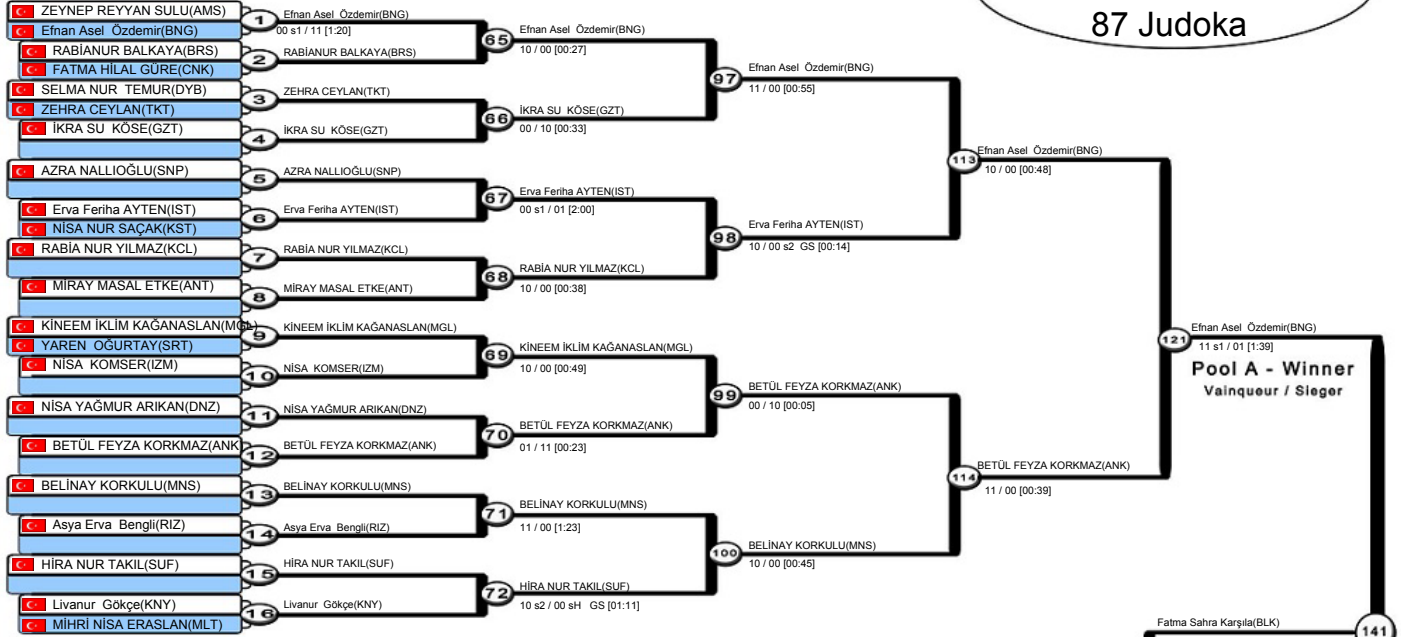 87 Judoka
ZEYNEP REYYAN SULU(AMS)
Efnan Asel Özdemir(BNG)
1
Efnan Asel Özdemir(BNG)
00 s1 / 11 [1:20]
RABİANUR BALKAYA(BRS)
FATMA HİLAL GÜRE(CNK)
2
RABİANUR BALKAYA(BRS)
65
Efnan Asel Özdemir(BNG)
10 / 00 [00:27]
SELMA NUR TEMUR(DYB)
ZEHRA CEYLAN(TKT)
3
ZEHRA CEYLAN(TKT)
İKRA SU KÖSE(GZT)
4
İKRA SU KÖSE(GZT)
66
İKRA SU KÖSE(GZT)
00 / 10 [00:33]
97
Efnan Asel Özdemir(BNG)
11 / 00 [00:55]
AZRA NALLIOĞLU(SNP)
5
AZRA NALLIOĞLU(SNP)
Erva Feriha AYTEN(IST)
NİSA NUR SAÇAK(KST)
6
Erva Feriha AYTEN(IST)
67
Erva Feriha AYTEN(IST)
00 s1 / 01 [2:00]
RABİA NUR YILMAZ(KCL)
7
RABİA NUR YILMAZ(KCL)
MİRAY MASAL ETKE(ANT)
8
MİRAY MASAL ETKE(ANT)
68
RABİA NUR YILMAZ(KCL)
10 / 00 [00:38]
98
Erva Feriha AYTEN(IST)
10 / 00 s2 GS [00:14]
113
Efnan Asel Özdemir(BNG)
10 / 00 [00:48]
KİNEEM İKLİM KAĞANASLAN(MGL)
YAREN OĞURTAY(SRT)
9
KİNEEM İKLİM KAĞANASLAN(MGL)
NİSA KOMSER(IZM)
10
NİSA KOMSER(IZM)
69
KİNEEM İKLİM KAĞANASLAN(MGL)
10 / 00 [00:49]
NİSA YAĞMUR ARIKAN(DNZ)
11
NİSA YAĞMUR ARIKAN(DNZ)
BETÜL FEYZA KORKMAZ(ANK)
12
BETÜL FEYZA KORKMAZ(ANK)
70
BETÜL FEYZA KORKMAZ(ANK)
01 / 11 [00:23]
99
BETÜL FEYZA KORKMAZ(ANK)
00 / 10 [00:05]
BELİNAY KORKULU(MNS)
13
BELİNAY KORKULU(MNS)
Asya Erva Bengli(RIZ)
14
Asya Erva Bengli(RIZ)
71
BELİNAY KORKULU(MNS)
11 / 00 [1:23]
HİRA NUR TAKIL(SUF)
15
HİRA NUR TAKIL(SUF)
Livanur Gökçe(KNY)
MİHRİ NİSA ERASLAN(MLT)
16
Livanur Gökçe(KNY)
72
HİRA NUR TAKIL(SUF)
10 s2 / 00 sH GS [01:11]
100
BELİNAY KORKULU(MNS)
10 / 00 [00:45]
114
BETÜL FEYZA KORKMAZ(ANK)
11 / 00 [00:39]
121
Efnan Asel Özdemir(BNG)
11 s1 / 01 [1:39]
Pool A - Winner
Vainqueur / Sieger
Fatma Sahra Karşıla(BLK)
141